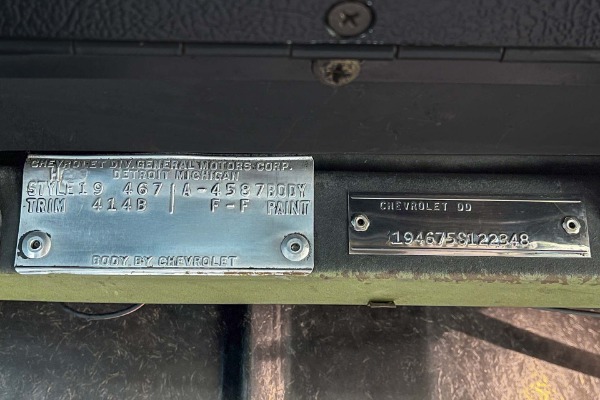 CHEVROLET DIV. GENERAL MOTORS CORP.
DETROIT MICHIGAN
STYLE 19 467 A-4587 BODY
TRIM 414B F-F PAINT
BODY BY CHEVROLET
CHEVROLET DO
194675S122848